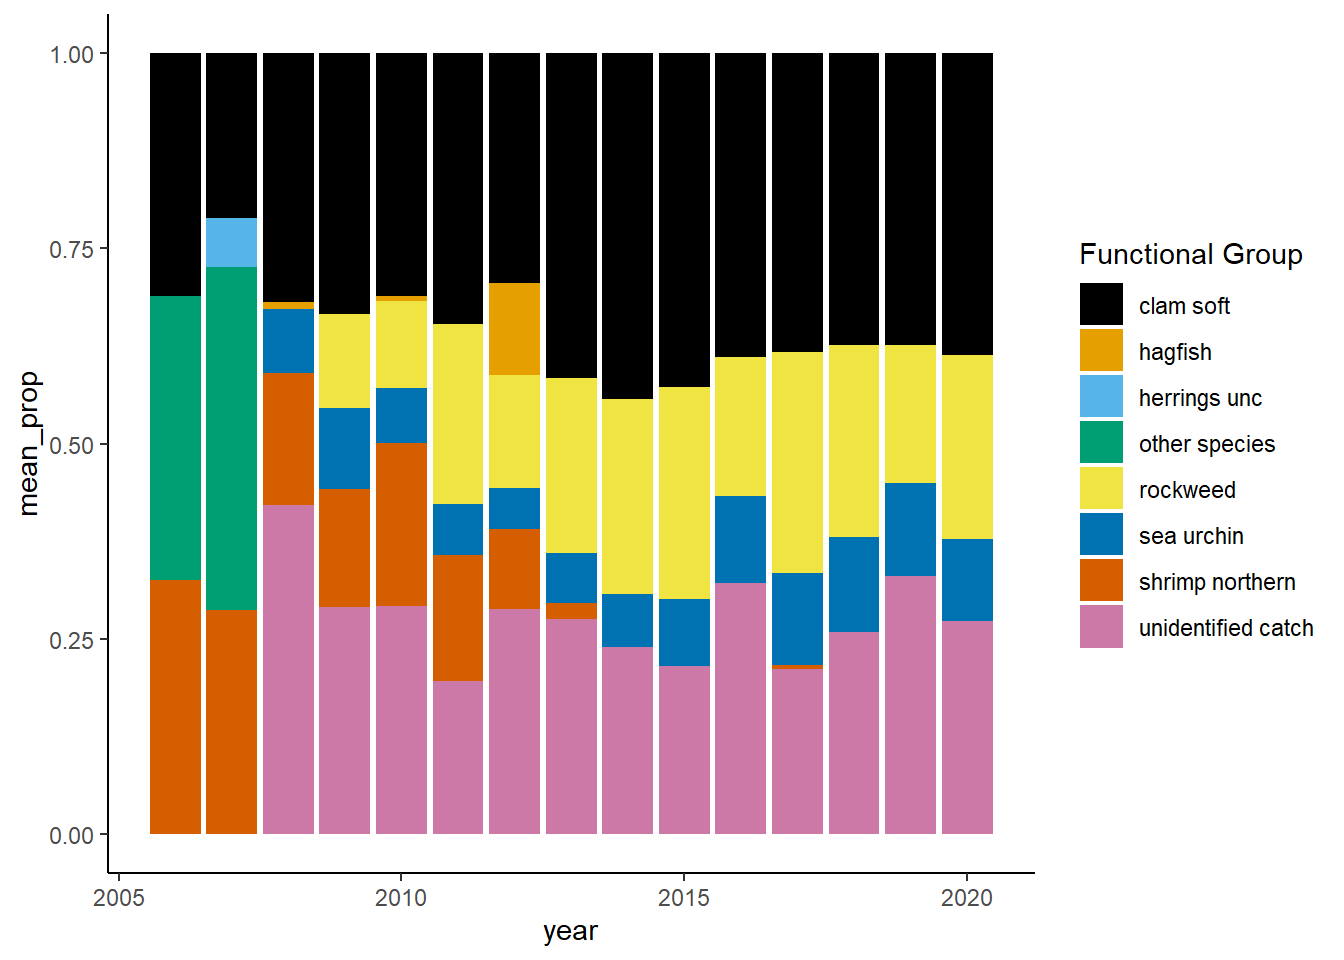 1.00
0.75
0.50
0.25
0.00
mean_prop
2005
2010
2015
2020
year
Functional Group
clam soft
hagfish
herrings unc
other species
rockweed
sea urchin
shrimp northern
unidentified catch